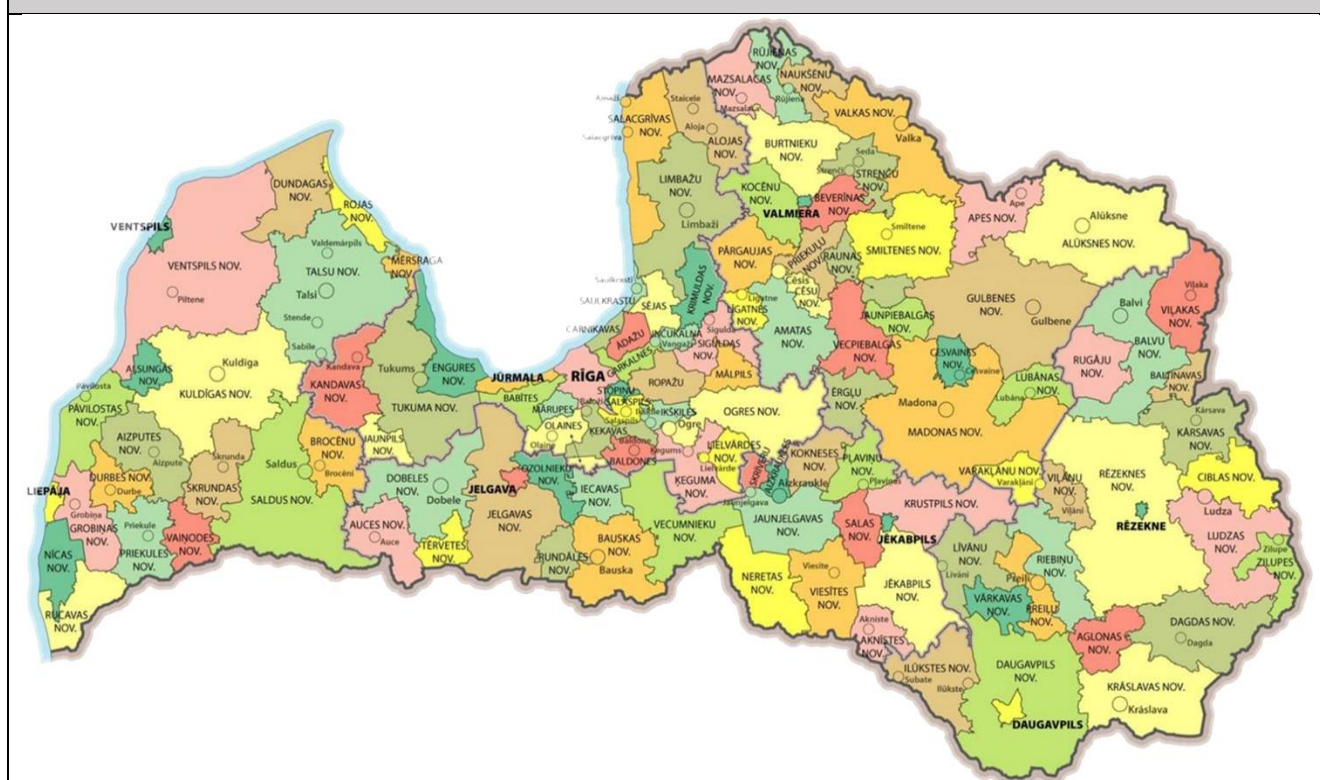 RŪJIENAS
NOV.
Rūjiena
MAZSALACAS
NOV.
Mazsalaca
NAUKŠĒNU
NOV.
Staicele
Aloja
ALOJAS
NOV.
SALACGRĪVAS
NOV.
Salacgrīva
VALKAS NOV.
Valka
BURTNIEKU
NOV.
Seda
Strenči
STRENČU
NOV.
LIMBAŽU
NOV.
Limbaži
KOCĒNU
NOV.
VALMIERA
BEVERĪNAS
NOV.
Ape
APES NOV.
Alūksne
ALŪKSNES NOV.
Smiltene
SMILTENES NOV.
DUNDAGAS
NOV.
ROJAS
NOV.
VENTSPILS
VENTSPILS NOV.
Piltene
Valdemārpils
TALSU NOV.
Talsi
Stende
Sabile
MĒRSRAGA
NOV.
PĀRGAUJAS
NOV.
PRIEKUĻU
NOV.
RAUNAS
NOV.
Cēsis
CĒSU
NOV.
Līgatne
LĪGATNES
NOV.
GULBENES
NOV.
Gulbene
Balvi
BALVU
NOV.
Viļaka
VIĻAKAS
NOV.
Saulkrasti
SAULKRASTU
SĒJAS
KRIMULDAS
NOV.
AMATAS
NOV.
JAUNPIEBALGAS
NOV.
VECPIEBALGAS
NOV.
RUGĀJU
NOV.
BALTINAVAS
NOV.
CARNIKAVAS
ĀDAŽU
INČUKALNA
Vangaži
Sigulda
SIGULDAS
NOV.
GARKALNES
MĀLPILS
ROPAŽU
Kuldīga
KULDĪGAS NOV.
ALSUNGAS
NOV.
Kandava
KANDAVAS
NOV.
Tukums
TUKUMA NOV.
ENGURES
NOV.
JŪRMALA
RĪGA
BABĪTES
MĀRUPES
STOPIŅU
SALASPILS
Salaspils
Baloži
IKŠĶILES
OGRES NOV.
Ogre
CESVAINES
NOV.
Cesvaine
LUBĀNAS
NOV.
Lubāna
ĒRGĻU
NOV.
Madona
MADONAS NOV.
Pāvilosta
PĀVILOSTAS
NOV.
AIZPUTES
NOV.
Aizpute
Skrunda
SKRUNDAS
NOV.
Saldus
SALDUS NOV.
BROCĒNU
NOV.
Brocēni
JAUNPILS
NOV.
OLAINES
Olaine
ĶEKAVAS
Baldone
BALDONES
Ķegums
ĶEGUMA
NOV.
LIELVĀRDES
NOV.
Lielvārde
SKRĪVERU
AIZKRAUKLES
Aizkraukle
KOKNESES
NOV.
PĻAVIŅU
NOV.
Pļaviņas
VARAKĻĀNU NOV.
Varakļāni
VIĻĀNU
NOV.
Viļāni
RĒZEKNES
NOV.
RĒZEKNE
Kārsava
KĀRSAVAS
NOV.
CIBLAS NOV.
Ludza
LUDZAS
NOV.
Zilupe
ZILUPES
NOV.
LIEPĀJA
Grobiņa
GROBIŅAS
NOV.
DURBES NOV.
Durbe
Priekule
PRIEKULES
NOV.
VAIŅODES
NOV.
NĪCAS
NOV.
RUCAVAS
NOV.
DOBELES
NOV.
Dobele
AUCES NOV.
Auce
TĒRVETES
NOV.
JELGAVA
JELGAVAS
NOV.
OZOLNIEKU
NOV.
IECAVAS
NOV.
RUNDĀLES
NOV.
BAUSKAS
NOV.
Bauska
VECUMNIEKU
NOV.
Jaunjelgava
JAUNJELGAVAS
NOV.
SALAS
NOV.
KRUSTPILS NOV.
JĒKABPILS
JĒKABPILS
NOV.
NERETAS
NOV.
Viesīte
VIESĪTES
NOV.
Akniste
AKNĪSTES
NOV.
LĪVĀNU
NOV.
Līvāni
Preiļi
PREIĻU
NOV.
RIEBIŅU
NOV.
VĀRKAVAS
NOV.
AGLONAS
NOV.
DAGDAS NOV.
Dagda
ILŪKSTES NOV.
Subate
Ilūkste
DAUGAVPILS
NOV.
DAUGAVPILS
KRĀSLAVAS NOV.
Krāslava